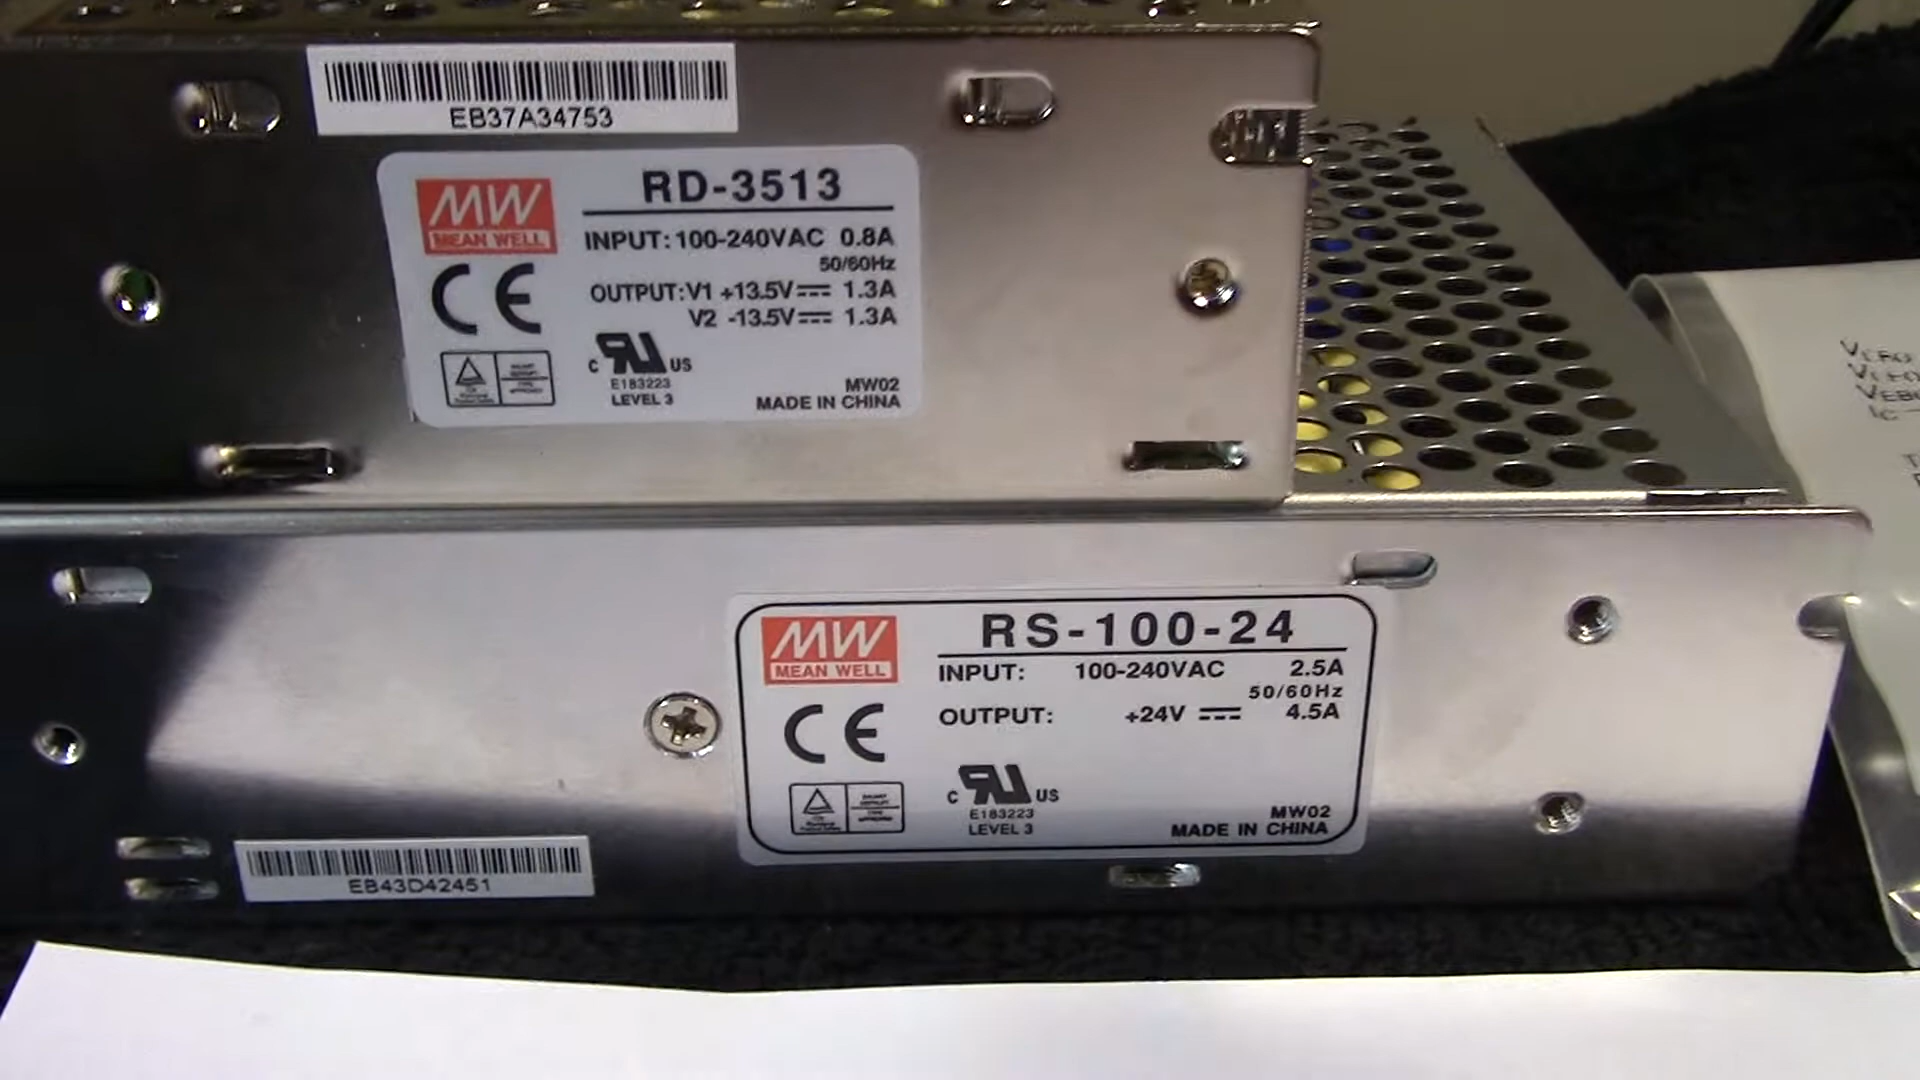 EB37A34753
RD-3513
MW
MEAN WELL
INPUT: 100-240VAC 0.8A
50/60Hz
OUTPUT: V1 +13.5V 1.3A
V2 -13.5V 1.3A
CE
C RU US
E183223
LEVEL 3
MW02
MADE IN CHINA
RS-100-24
MW
MEAN WELL
INPUT: 100-240VAC 2.5A
50/60Hz
OUTPUT: +24V 4.5A
CE
C RU US
E183223
LEVEL 3
MW02
MADE IN CHINA
EB43D42451